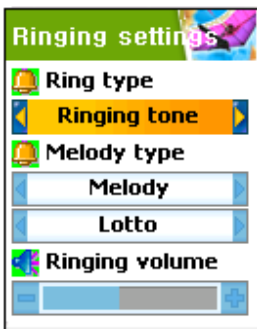 Ringing settings
Ring type
Ringing tone
Melody type
Melody
Lotto
Ringing volume